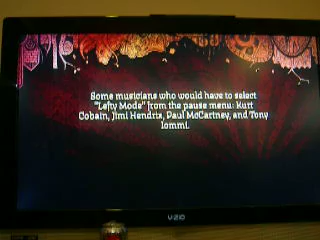 Some musicians who would have to select
"Lefty Mode" from the pause menu: Kurt
Cobain, Jimi Hendrix, Paul McCartney, and Tony
Iommi.
VIZIO